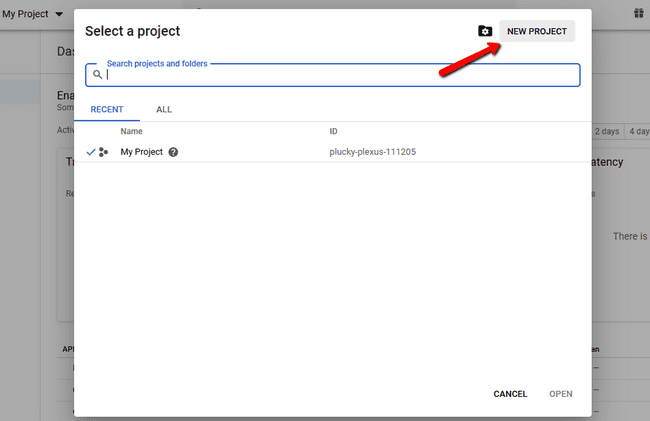 My Project
Select a project
NEW PROJECT
Search projects and folders
RECENT
ALL
Name
ID
My Project
plucky-plexus-111205
CANCEL
OPEN
Das
Ena
Som
Activ
2 days
4 day
Tr
atency
Re
s
There is
API
an